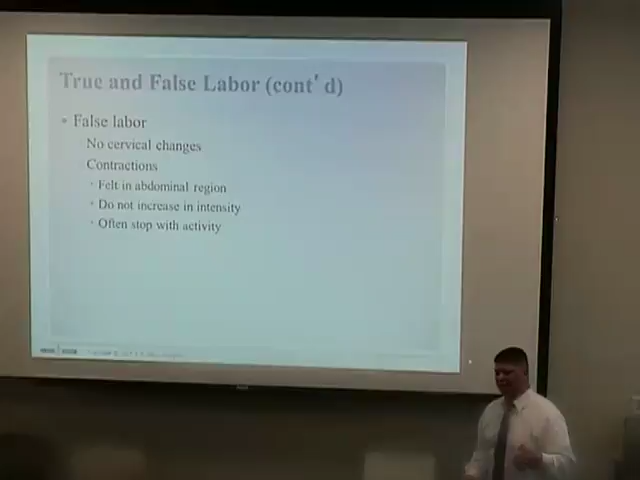 True and False Labor (cont'd)
• False labor
No cervical changes
Contractions
• Felt in abdominal region
• Do not increase in intensity
• Often stop with activity